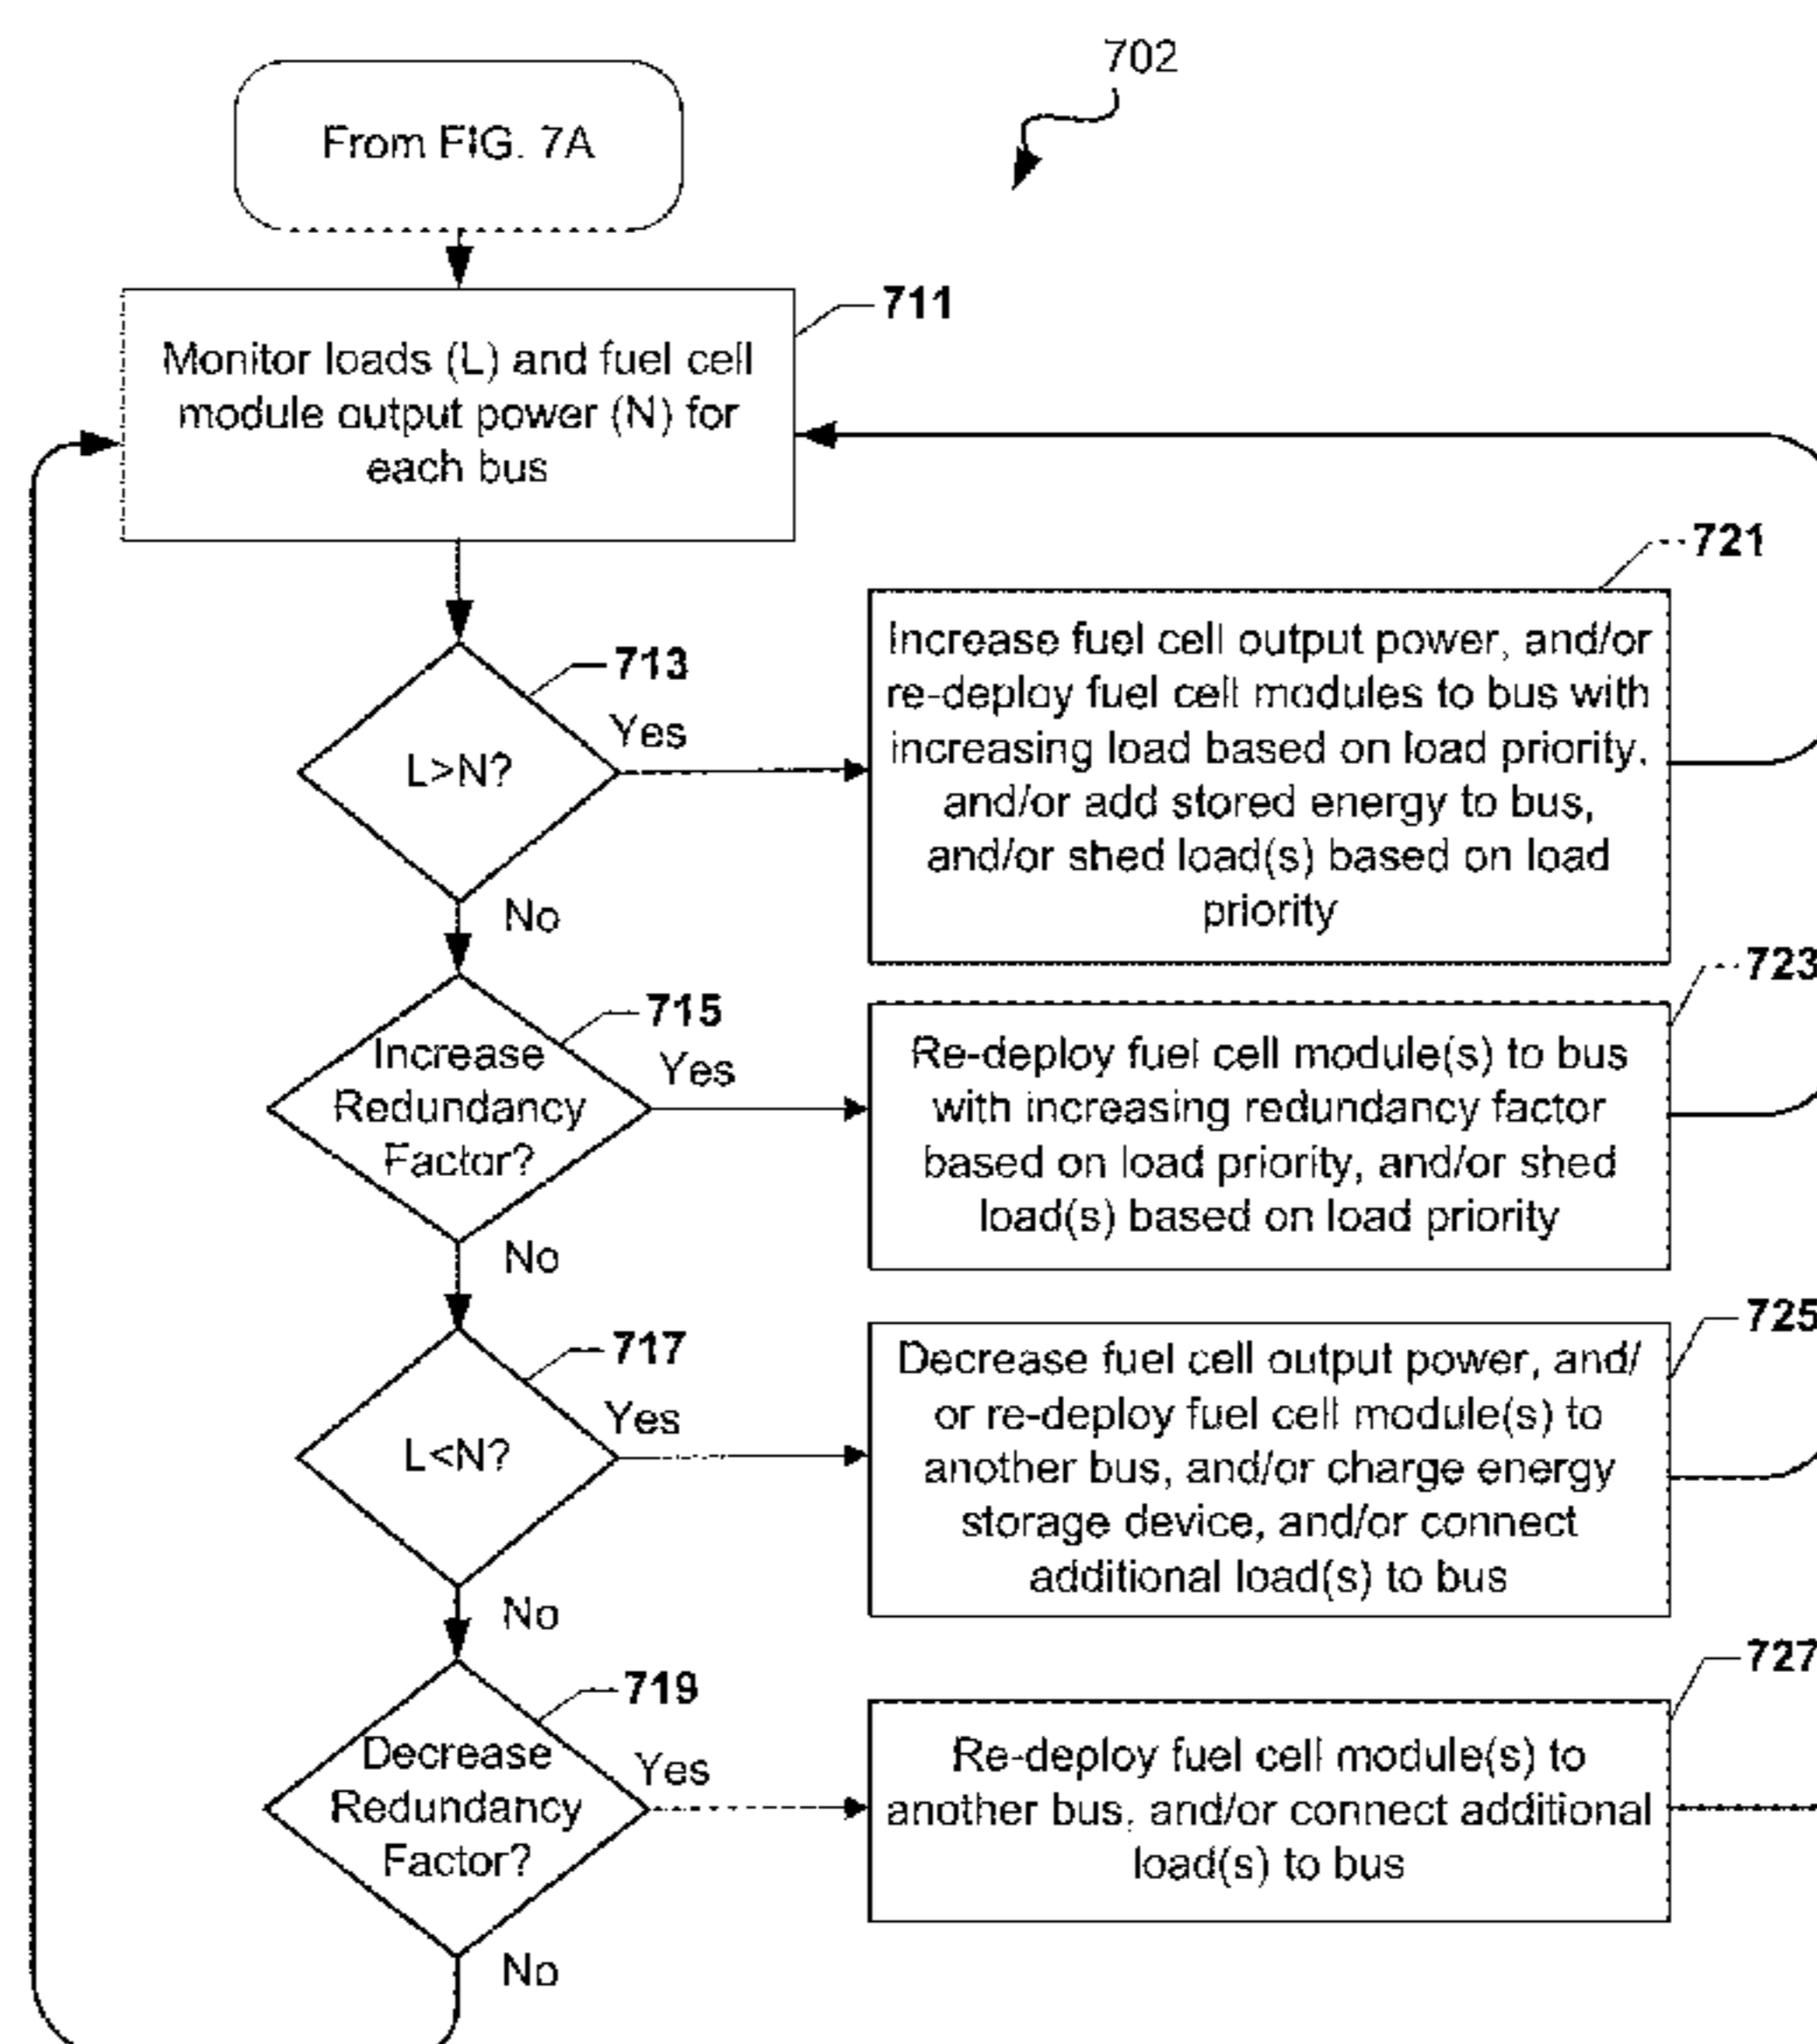 702
From FIG. 7A
711
Monitor loads (L) and fuel cell
module output power (N) for
each bus
721
Increase fuel cell output power, and/or
re-deploy fuel cell modules to bus with
increasing load based on load priority,
and/or add stored energy to bus,
and/or shed load(s) based on load
priority
713
Yes
L>N?
No
723
715
Increase
Redundancy
Factor?
Yes
Re-deploy fuel cell module(s) to bus
with increasing redundancy factor
based on load priority, and/or shed
load(s) based on load priority
No
725
717
Yes
L<N?
Decrease fuel cell output power, and/
or re-deploy fuel cell module(s) to
another bus, and/or charge energy
storage device, and/or connect
additional load(s) to bus
No
727
719
Decrease
Redundancy
Factor?
Yes
Re-deploy fuel cell module(s) to
another bus, and/or connect additional
load(s) to bus
No